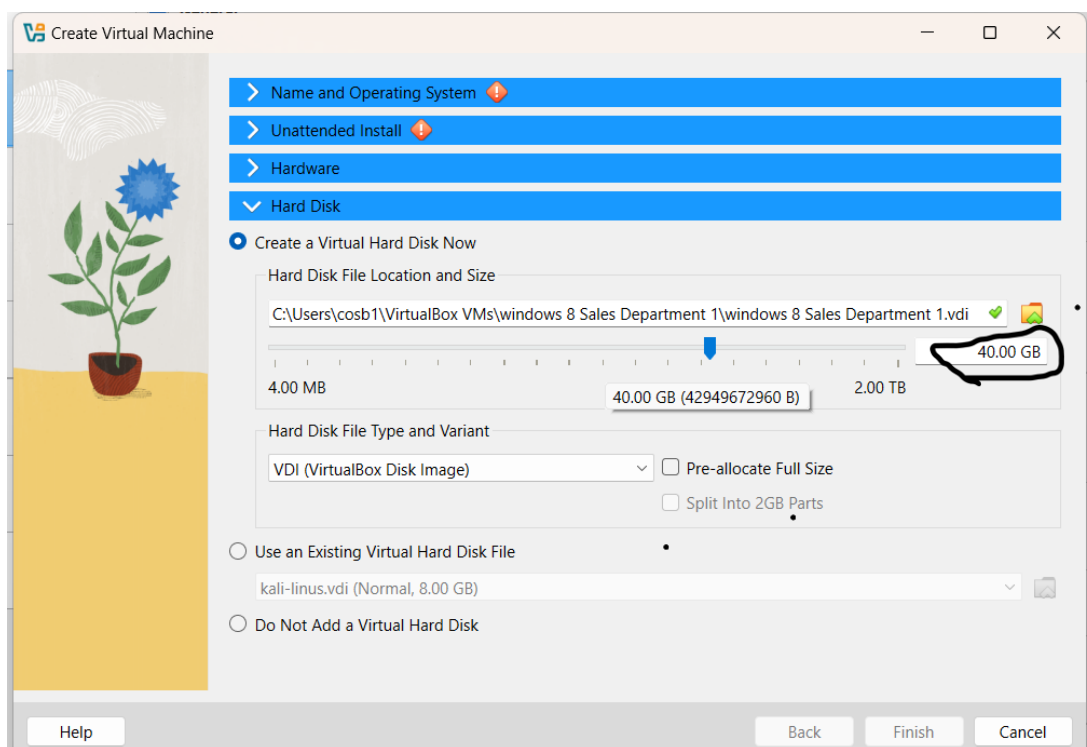 Create Virtual Machine
Name and Operating System
Unattended Install
Hardware
Hard Disk
Create a Virtual Hard Disk Now
Hard Disk File Location and Size
C:\Users\cosb1\VirtualBox VMs\windows 8 Sales Department 1\windows 8 Sales Department 1.vdi
40.00 GB
4.00 MB
2.00 TB
40.00 GB (42949672960 B)
Hard Disk File Type and Variant
VDI (VirtualBox Disk Image)
Pre-allocate Full Size
Split Into 2GB Parts
Use an Existing Virtual Hard Disk File
kali-linus.vdi (Normal, 8.00 GB)
Do Not Add a Virtual Hard Disk
Help
Back
Finish
Cancel